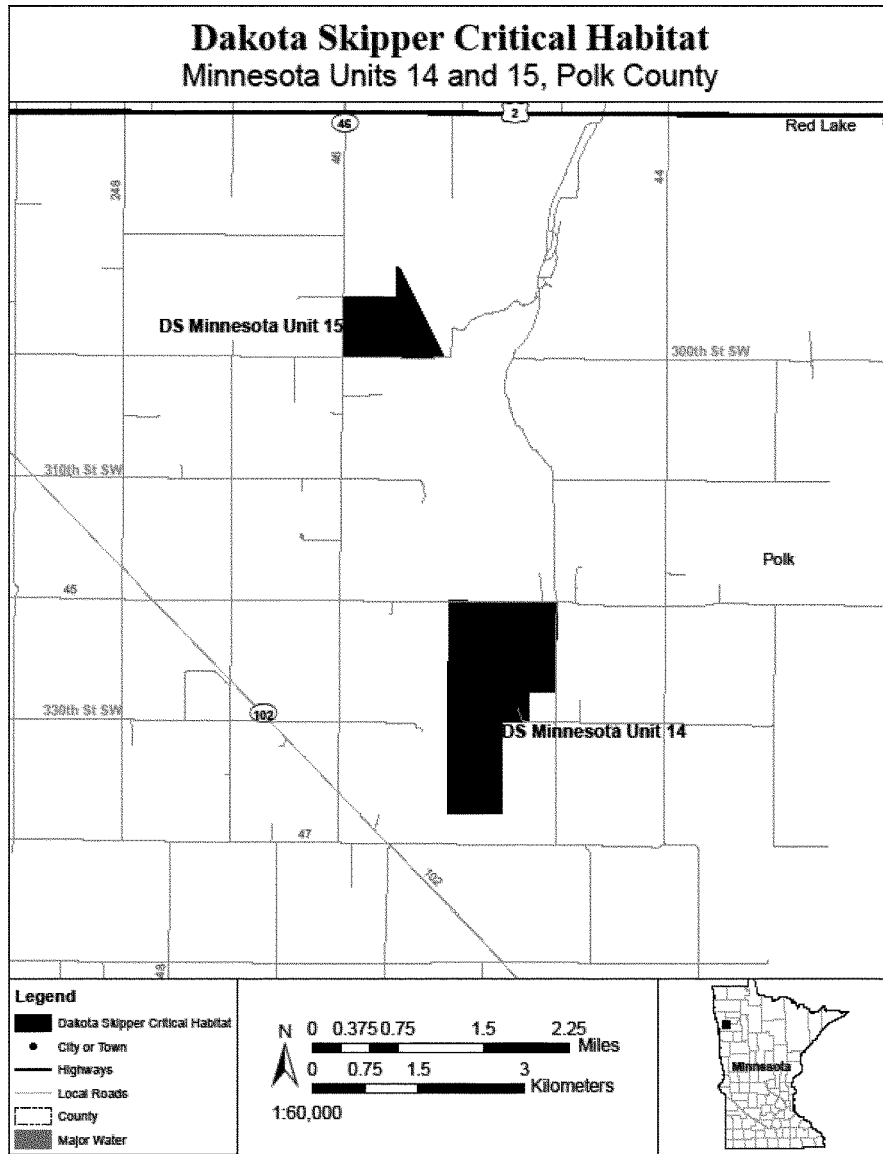 Dakota Skipper Critical Habitat
Minnesota Units 14 and 15, Polk County
2
46
Red Lake
46
248
44
DS Minnesota Unit 15
300th St SW
310th St SW
Polk
45
330th St SW
102
DS Minnesota Unit 14
47
102
48
Legend
Dakota Skipper Critical Habitat
City or Town
Highways
Local Roads
County
Major Water
N
0 0.375 0.75 1.5 2.25
Miles
0 0.75 1.5 3
Kilometers
1:60,000
Minnesota